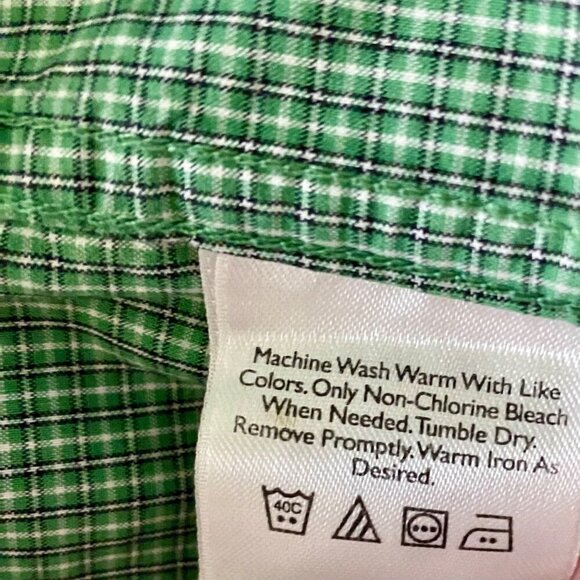 Machine Wash Warm With Like
Colors. Only Non-Chlorine Bleach
When Needed. Tumble Dry.
Remove Promptly. Warm Iron As
Desired.
40C